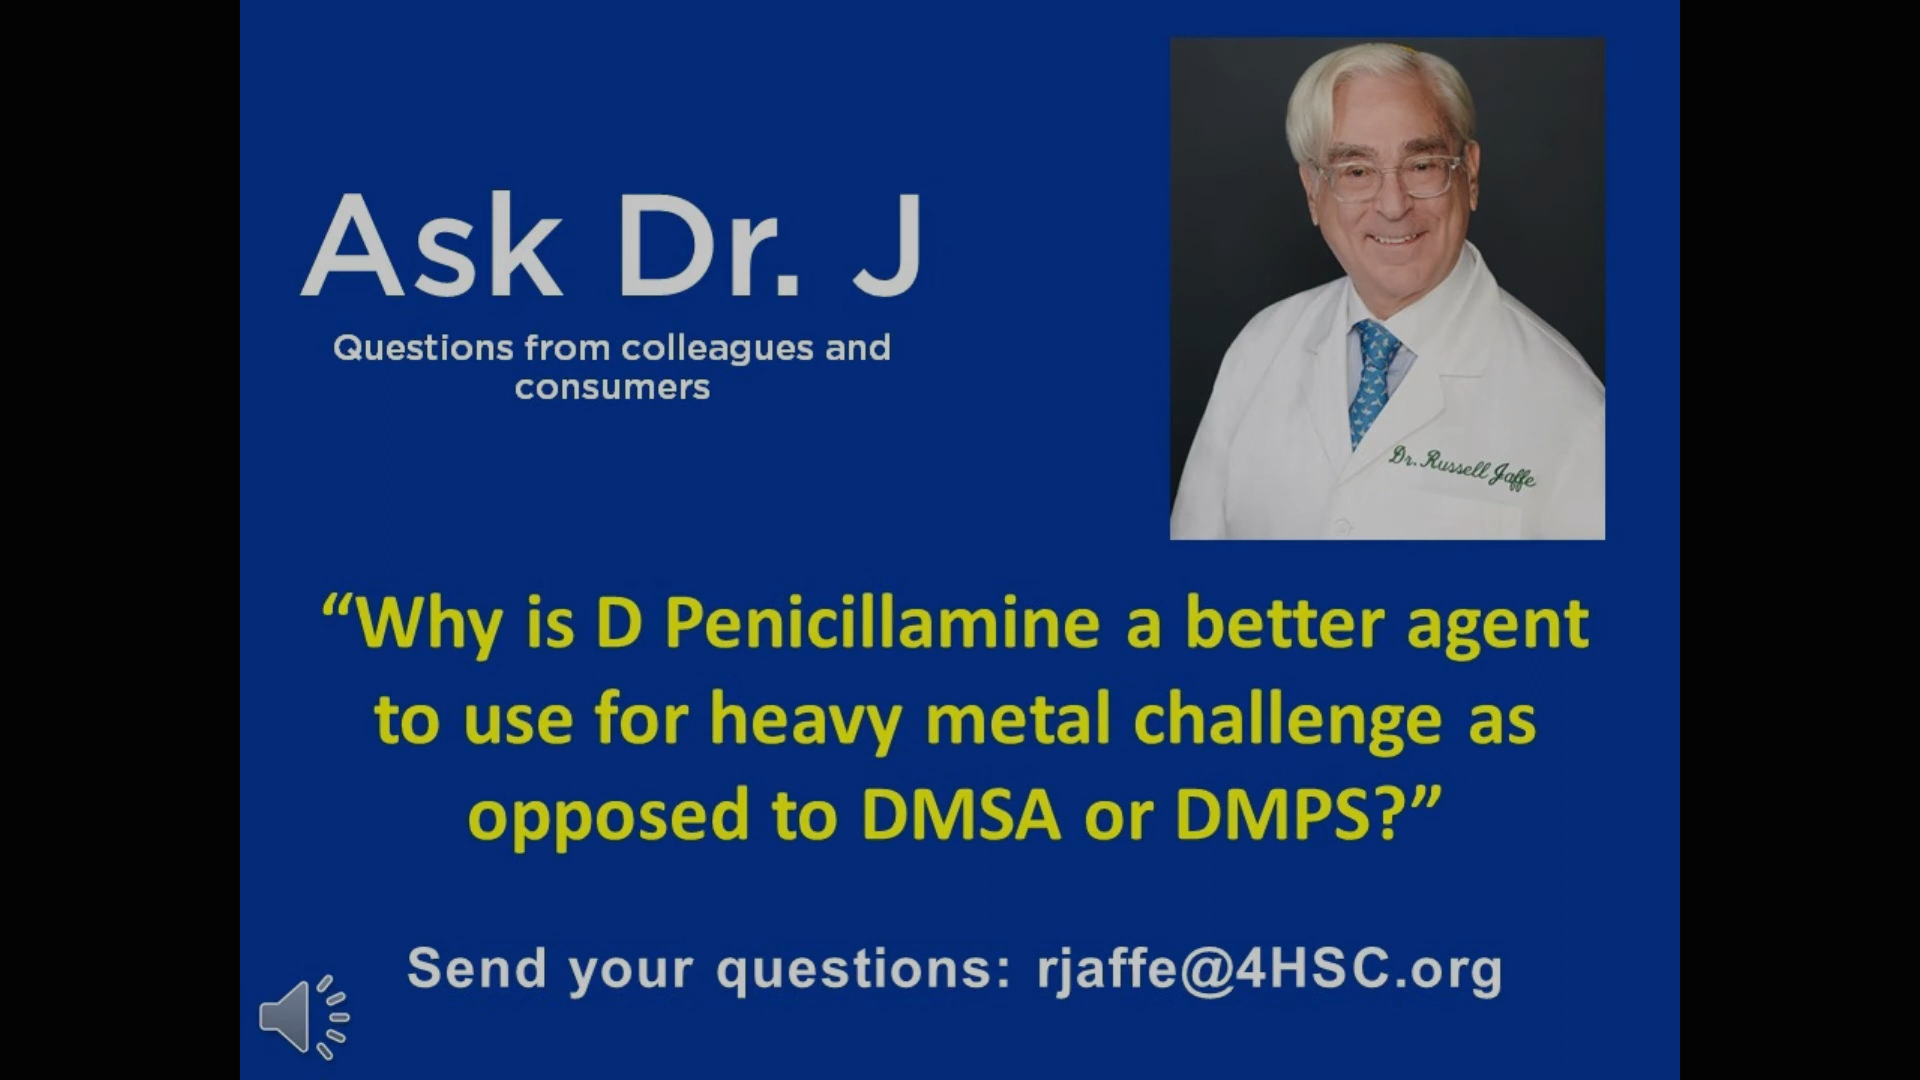 Ask Dr. J
Questions from colleagues and
consumers
Dr. Russell Jaffe
“Why is D Penicillamine a better agent
to use for heavy metal challenge as
opposed to DMSA or DMPS?”
Send your questions: rjaffe@4HSC.org